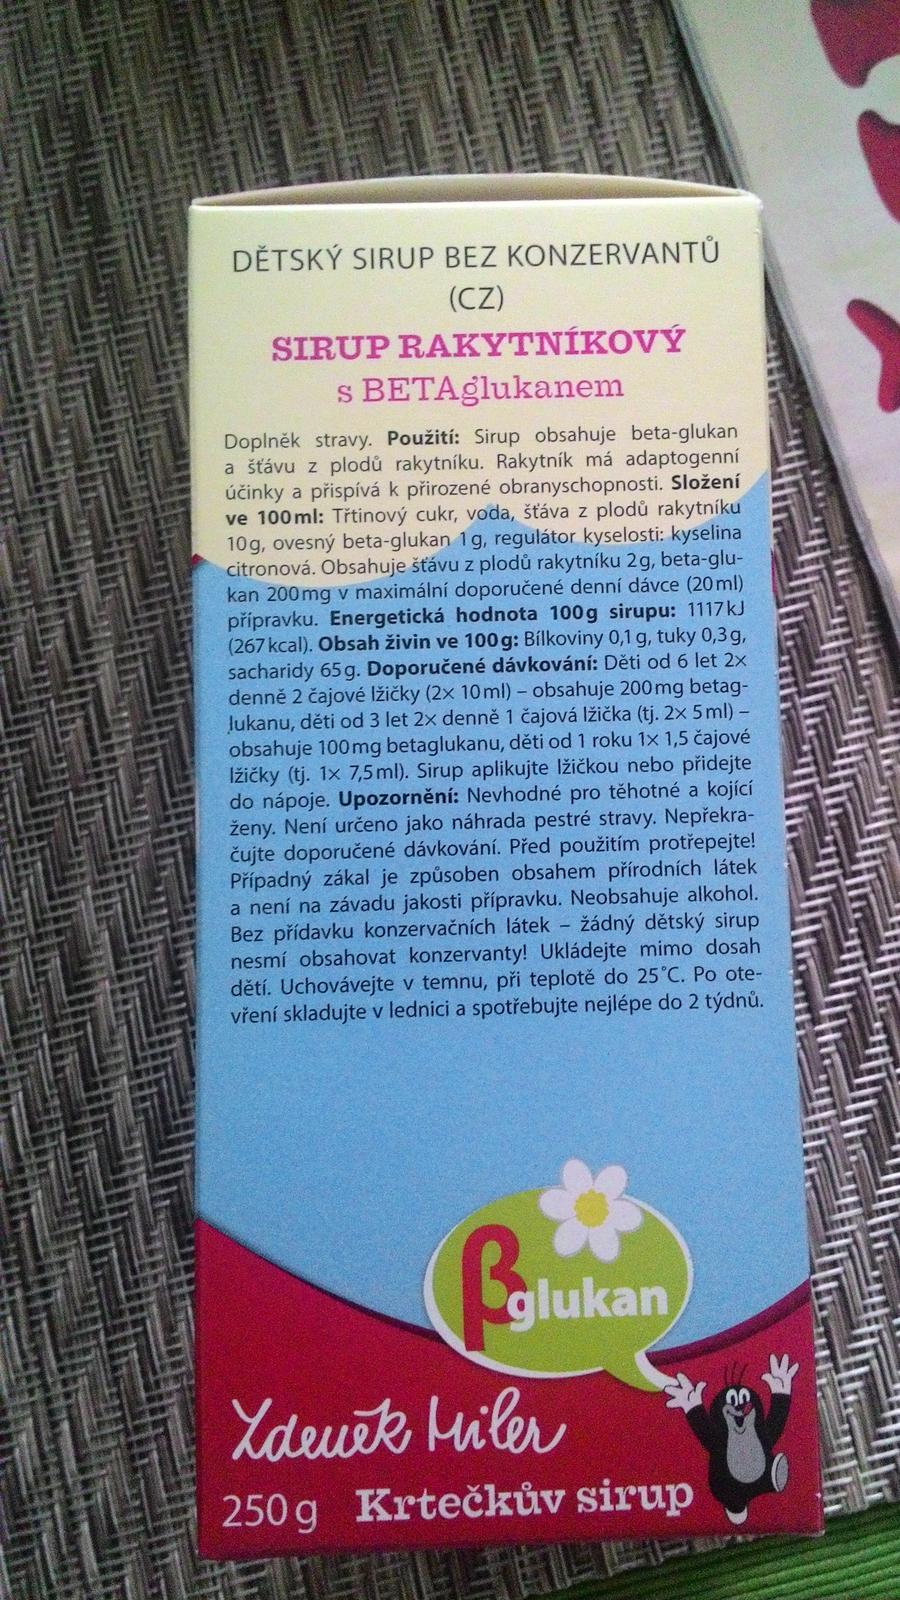 DĚTSKÝ SIRUP BEZ KONZERVANTŮ
(CZ)
SIRUP RAKYTNÍKOVÝ
s BETAglukanem
Doplněk stravy. Použití: Sirup obsahuje beta-glukan
a šťávu z plodů rakytníku. Rakytník má adaptogenní
účinky a přispívá k přirozené obranyschopnosti. Složení
ve 100 ml: Třtinový cukr, voda, šťáva z plodů rakytníku
10 g, ovesný beta-glukan 1 g, regulátor kyselosti: kyselina
citronová. Obsahuje šťávu z plodů rakytníku 2 g, beta-glu-
kan 200 mg v maximální doporučené denní dávce (20 ml)
přípravku. Energetická hodnota 100 g sirupu: 1117 kJ
(267 kcal). Obsah živin ve 100 g: Bílkoviny 0,1 g, tuky 0,3 g,
sacharidy 65 g. Doporučené dávkování: Děti od 6 let 2x
denně 2 čajové lžičky (2x 10 ml) – obsahuje 200 mg betag-
lukanu, děti od 3 let 2x denně 1 čajová lžička (tj. 2x 5 ml) –
obsahuje 100 mg betaglukanu, děti od 1 roku 1x 1,5 čajové
lžičky (tj. 1x 7,5 ml). Sirup aplikujte lžičkou nebo přidejte
do nápoje. Upozornění: Nevhodné pro těhotné a kojící
ženy. Není určeno jako náhrada pestré stravy. Nepřekra-
čujte doporučené dávkování. Před použitím protřepejte!
Případný zákal je způsoben obsahem přírodních látek
a není na závadu jakosti přípravku. Neobsahuje alkohol.
Bez přídavku konzervačních látek – žádný dětský sirup
nesmí obsahovat konzervanty! Ukládejte mimo dosah
dětí. Uchovávejte v temnu, při teplotě do 25°C. Po ote-
vření skladujte v lednici a spotřebujte nejlépe do 2 týdnů.
β glukan
Zdeněk Miler
250 g Krtečkův sirup